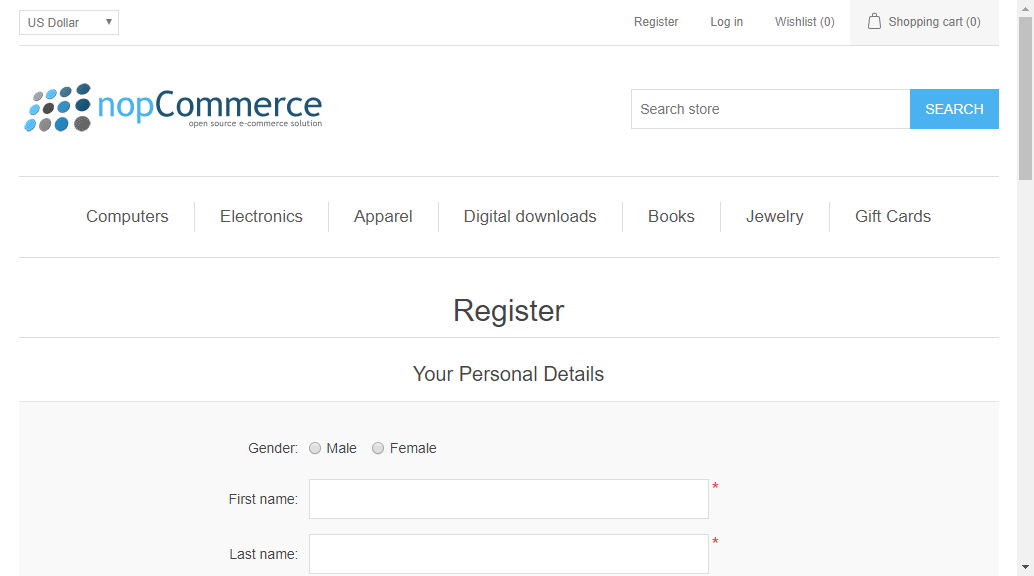 US Dollar Register Log in Wishlist (0) Shopping cart (0)
nopCommerce
open source e-commerce solution
Search store SEARCH
Computers Electronics Apparel Digital downloads Books Jewelry Gift Cards
Register
Your Personal Details
Gender: Male Female
First name: *
Last name: *